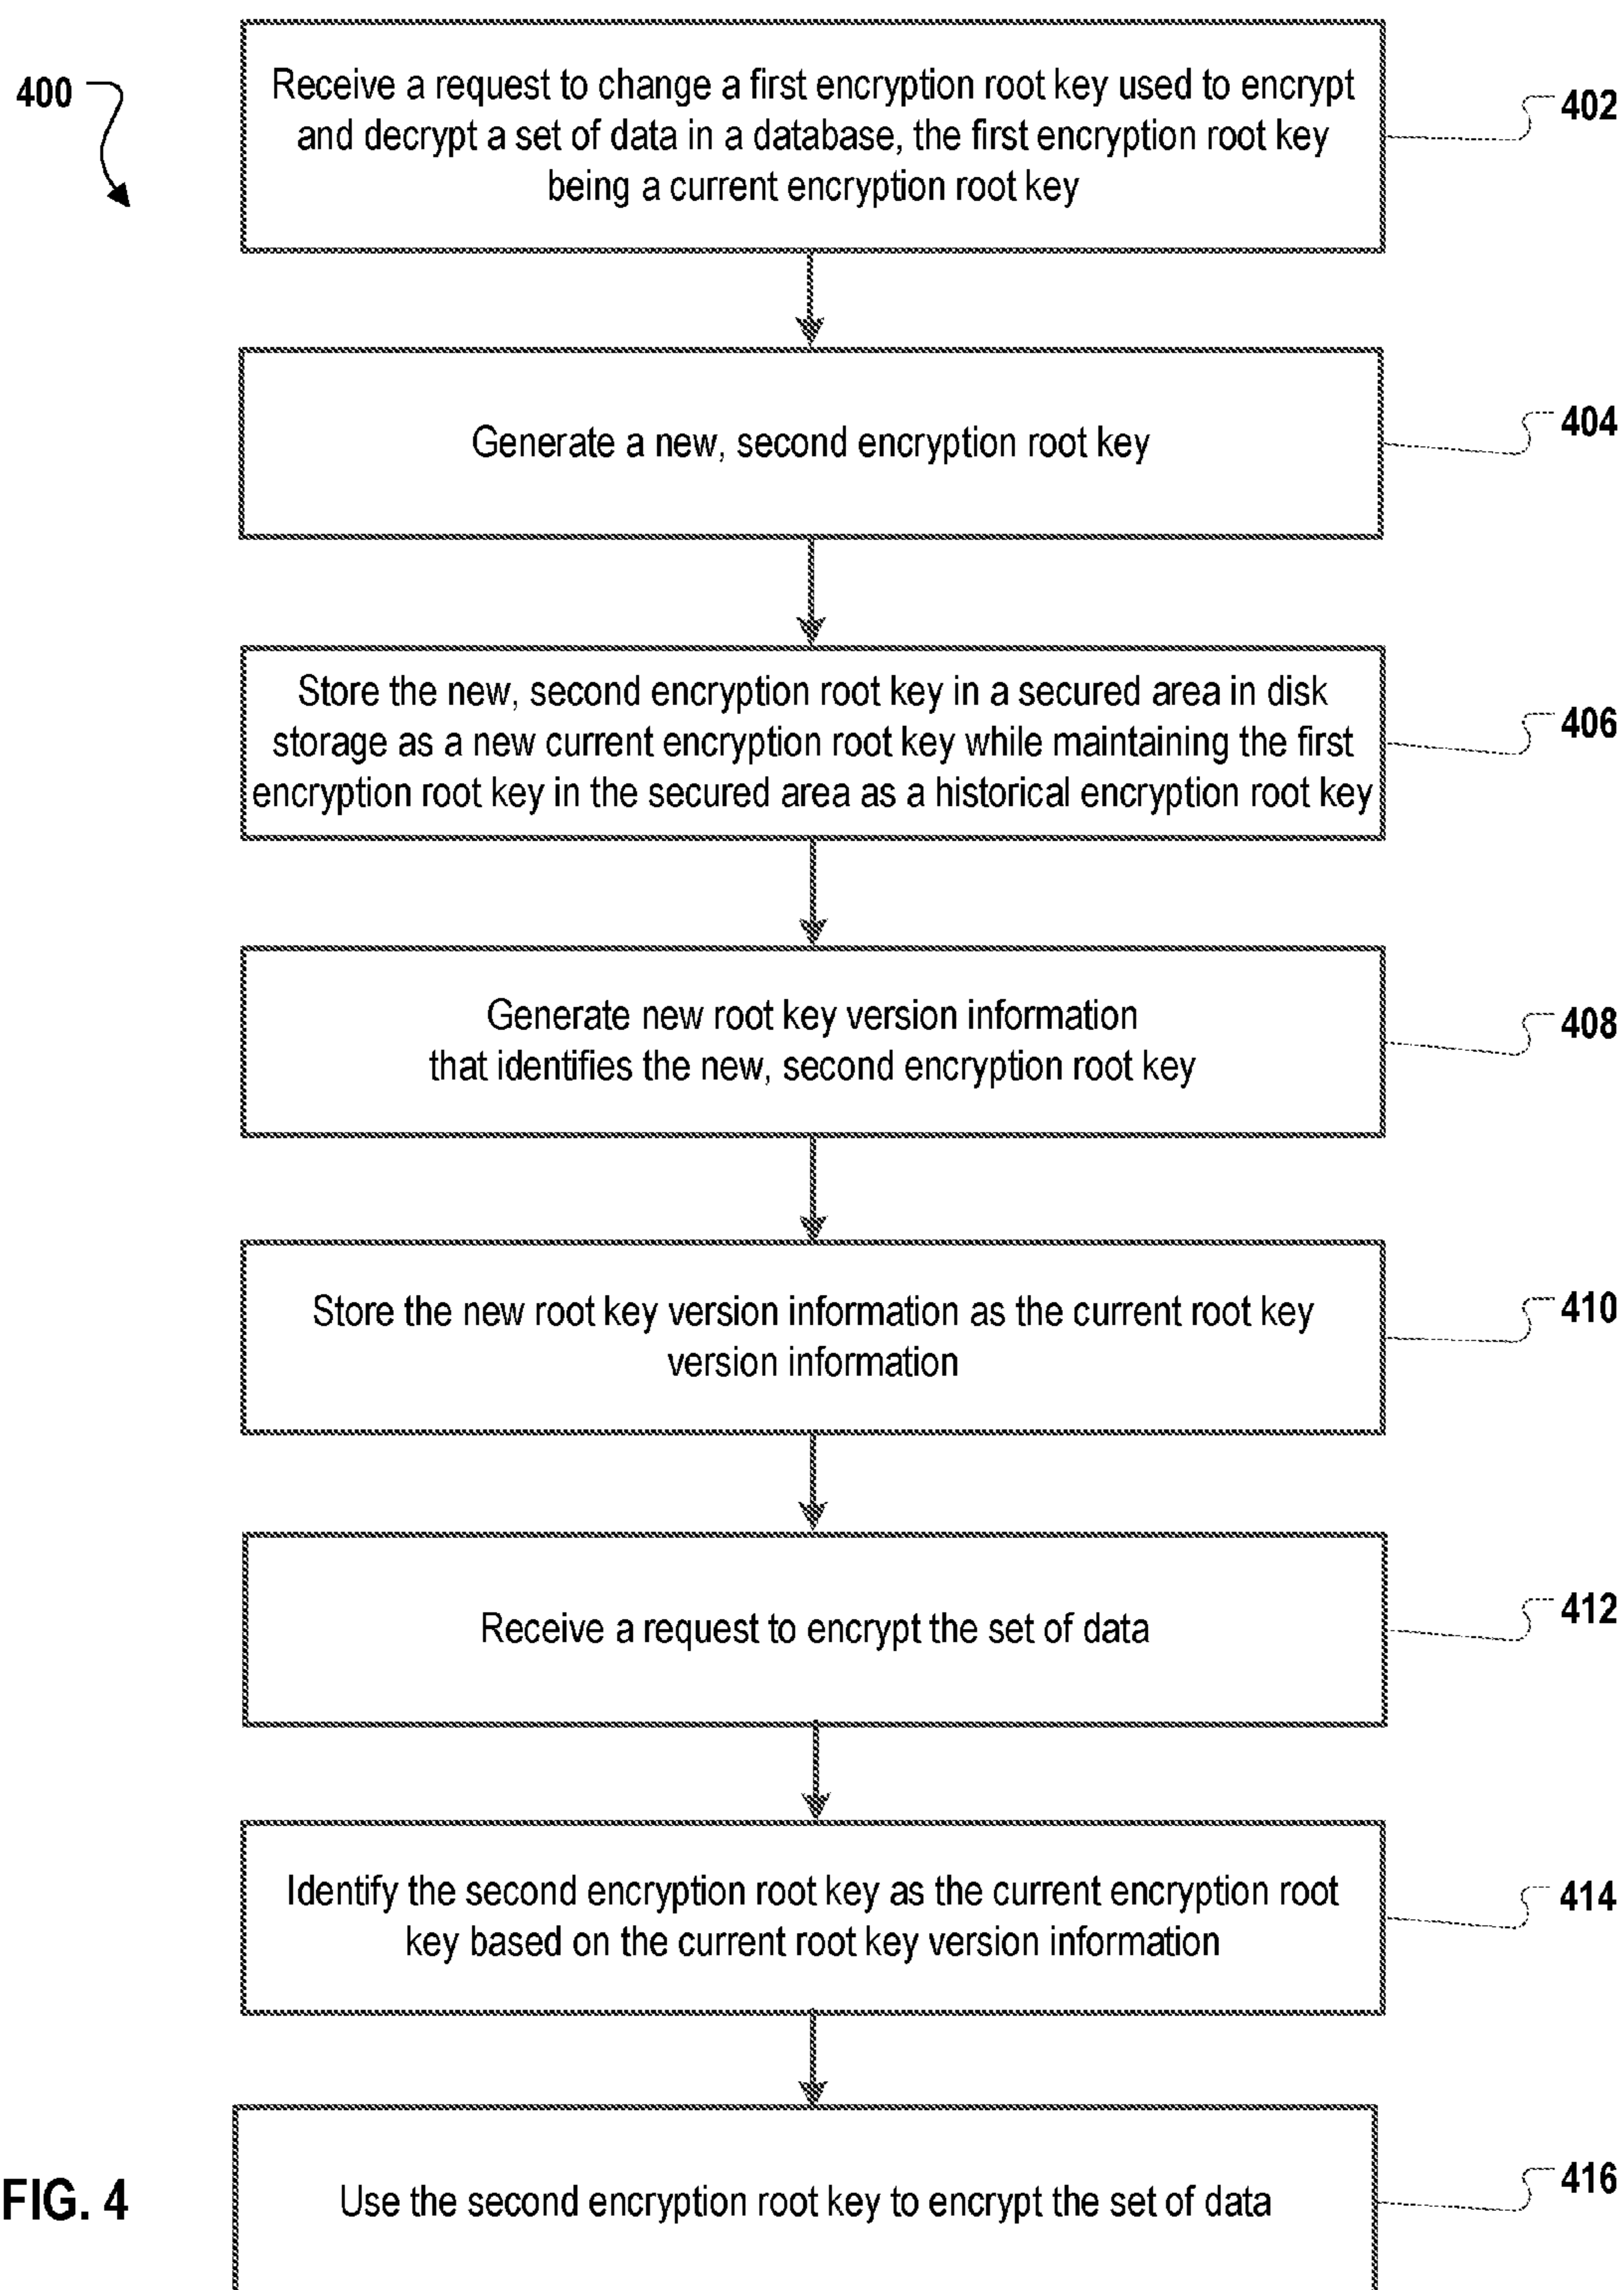 400
Receive a request to change a first encryption root key used to encrypt
and decrypt a set of data in a database, the first encryption root key
being a current encryption root key
402
Generate a new, second encryption root key
404
Store the new, second encryption root key in a secured area in disk
storage as a new current encryption root key while maintaining the first
encryption root key in the secured area as a historical encryption root key
406
Generate new root key version information
that identifies the new, second encryption root key
408
Store the new root key version information as the current root key
version information
410
Receive a request to encrypt the set of data
412
Identify the second encryption root key as the current encryption root
key based on the current root key version information
414
Use the second encryption root key to encrypt the set of data
416
FIG. 4